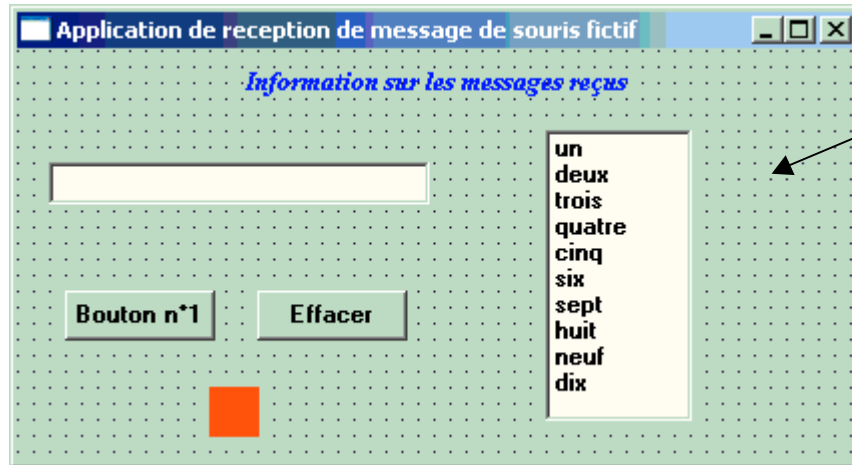 Application de reception de message de souris fictif
Information sur les messages reçus
un
deux
trois
quatre
cinq
six
sept
huit
neuf
dix
Bouton n°1
Effacer